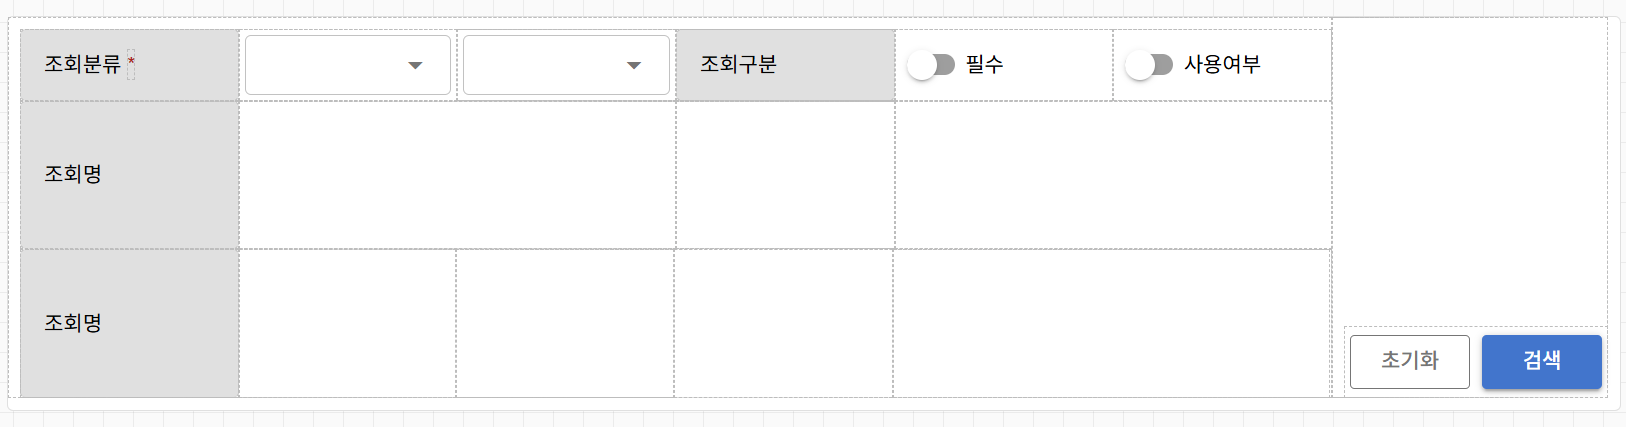 조회분류 *
조회구분
필수
사용여부
조회명
조회명
초기화
검색